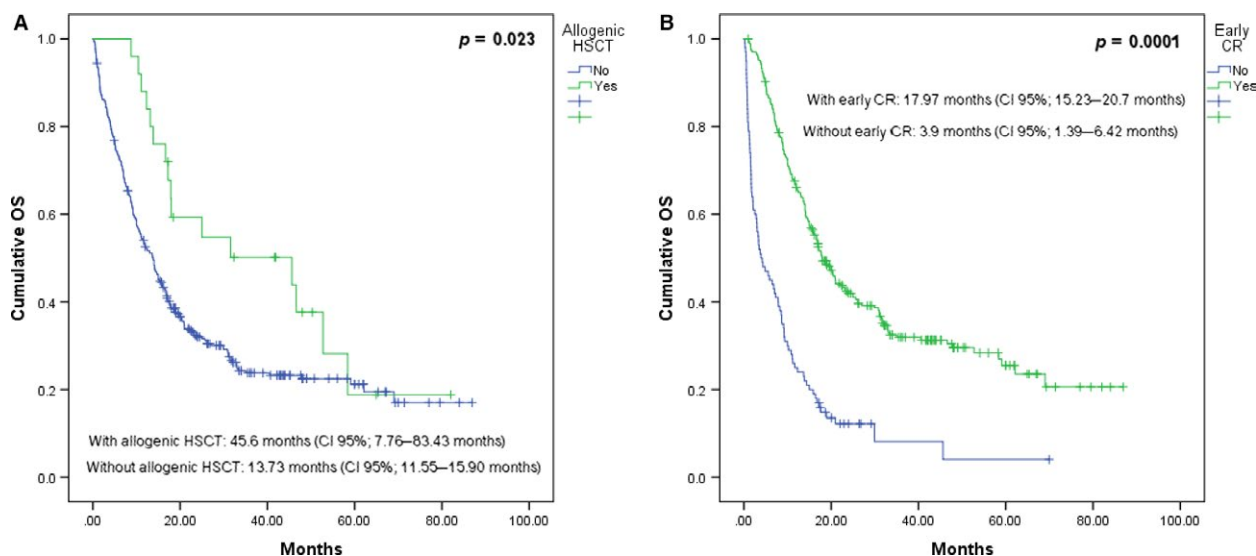 A
p = 0.023
Allogenic
HSCT
No
Yes
Cumulative OS
1.0
0.8
0.6
0.4
0.2
0.0
With allogenic HSCT: 45.6 months (CI 95%; 7.76–83.43 months)
Without allogenic HSCT: 13.73 months (CI 95%; 11.55–15.90 months)
.00 20.00 40.00 60.00 80.00 100.00
Months
B
p = 0.0001
Early
CR
No
Yes
With early CR: 17.97 months (CI 95%; 15.23–20.7 months)
Without early CR: 3.9 months (CI 95%; 1.39–6.42 months)
Cumulative OS
1.0
0.8
0.6
0.4
0.2
0.0
.00 20.00 40.00 60.00 80.00 100.00
Months